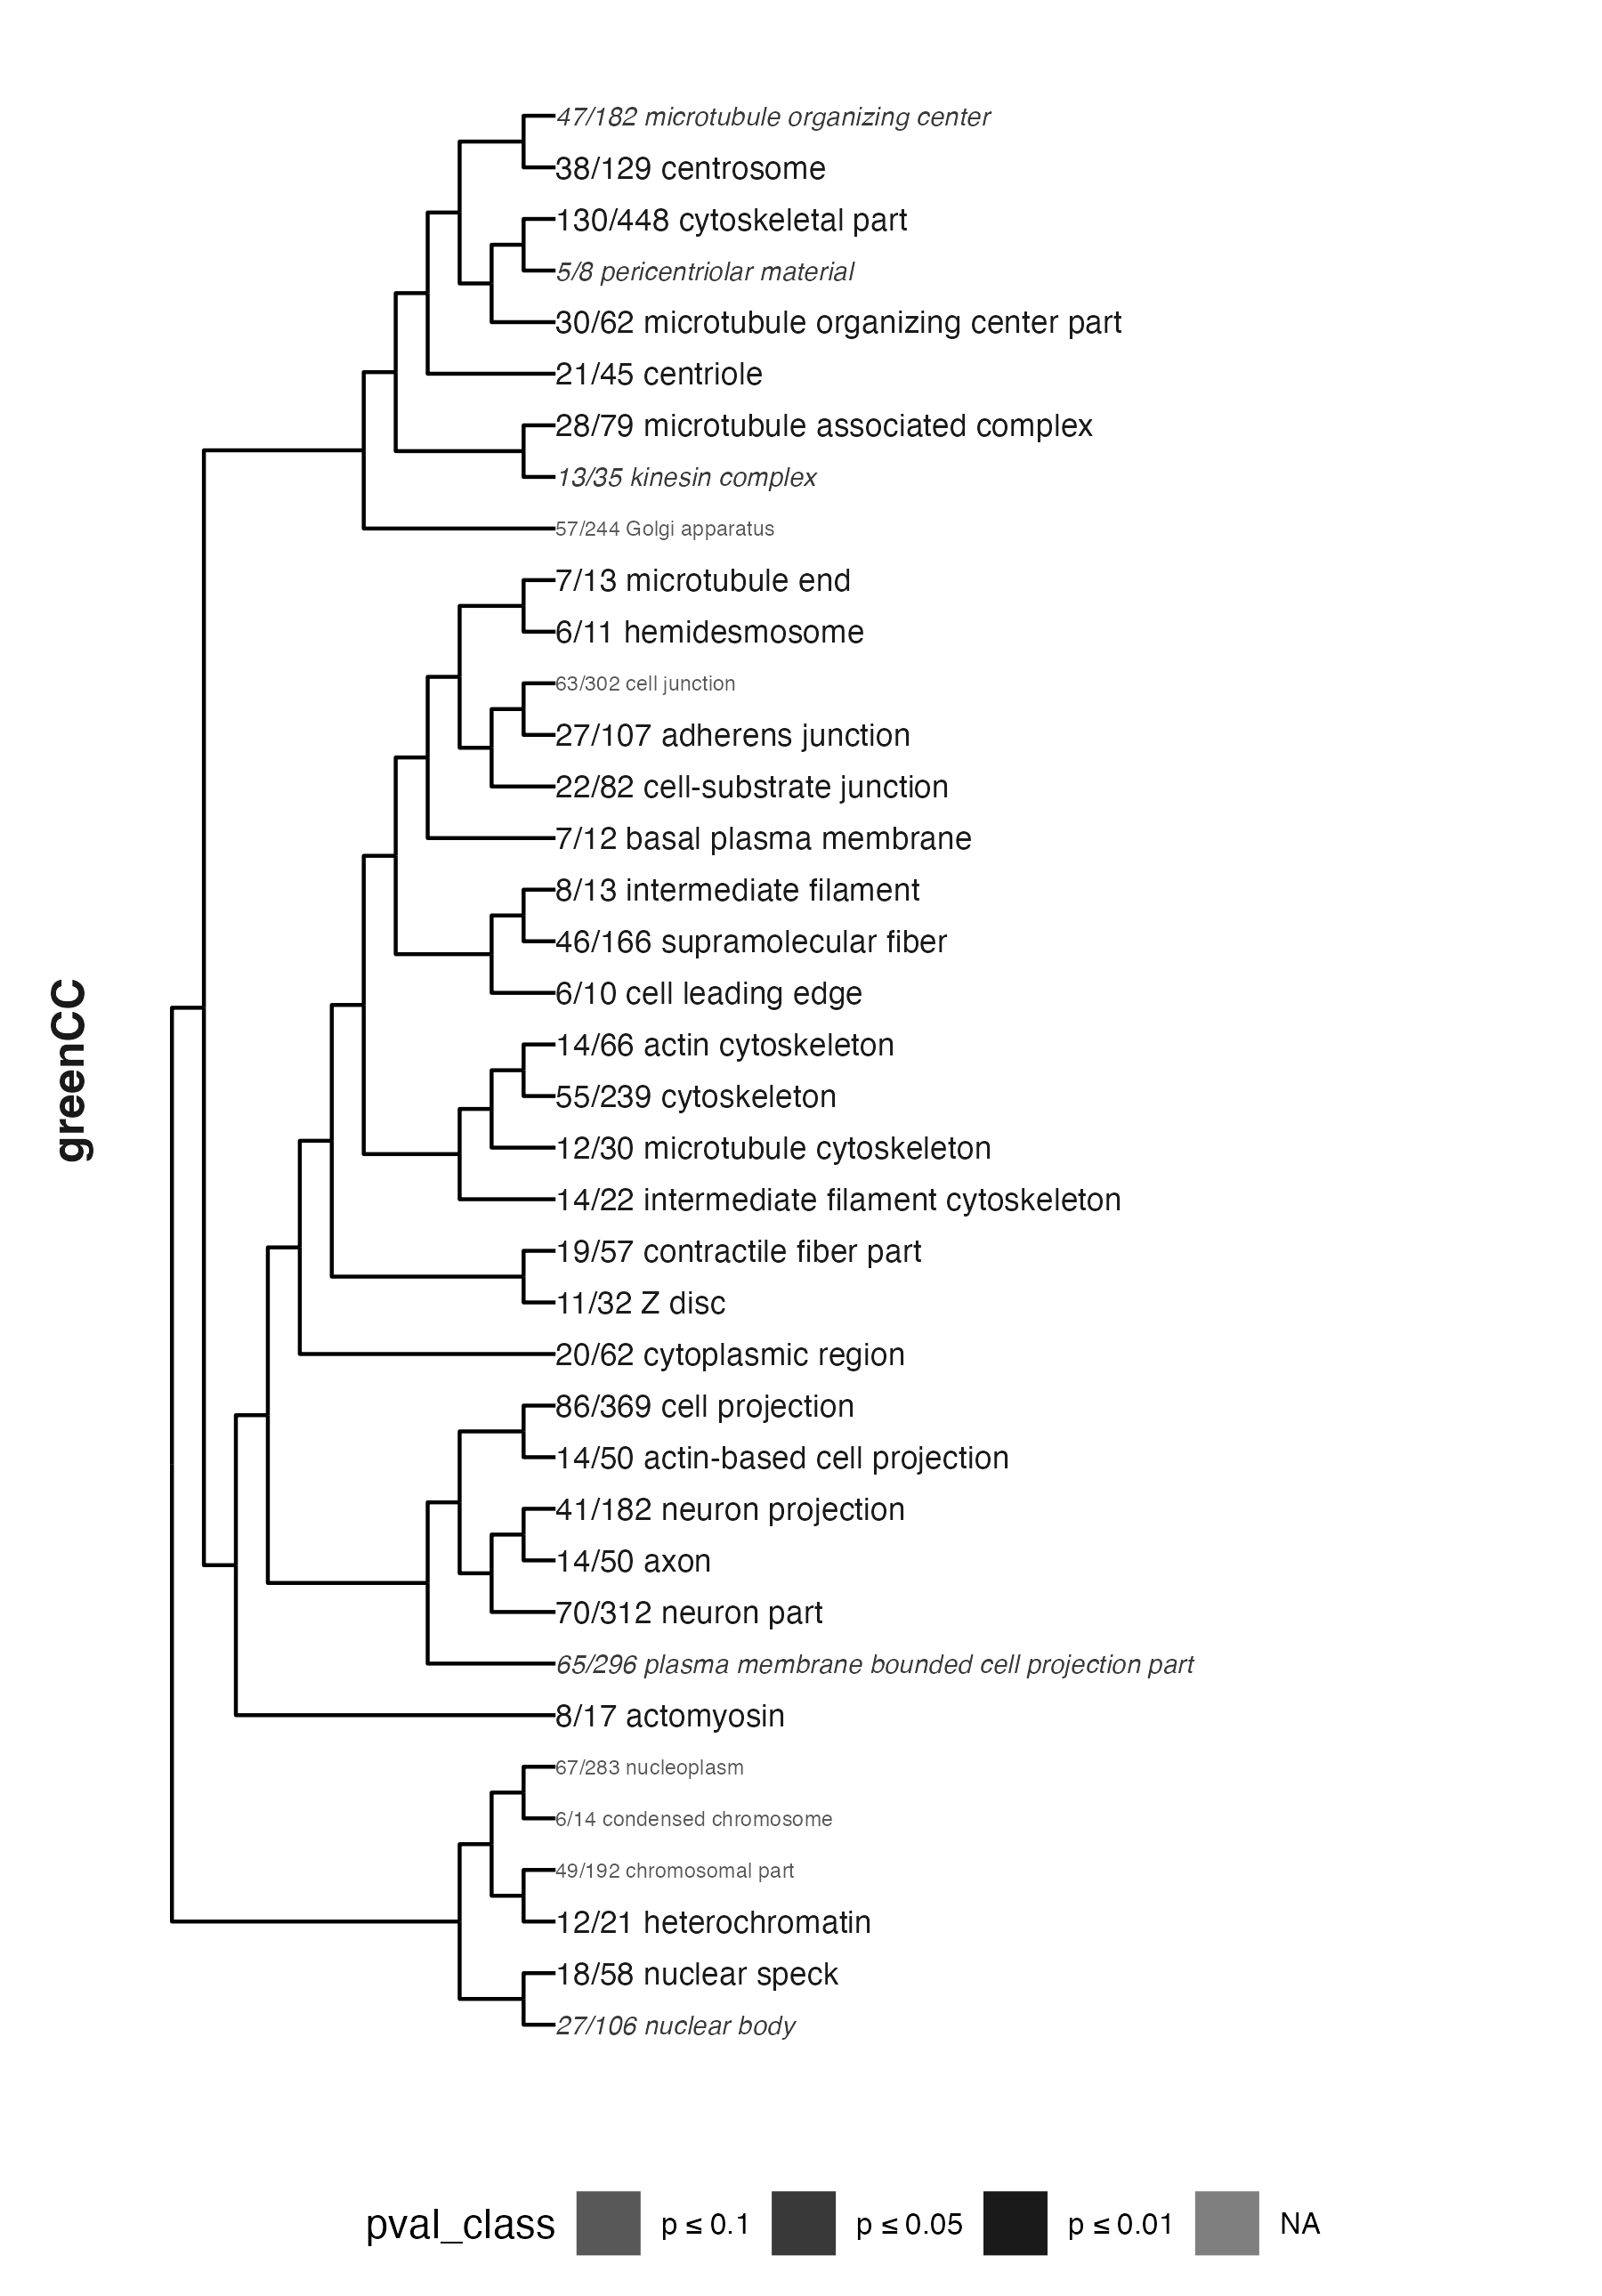 47/182 microtubule organizing center
38/129 centrosome
130/448 cytoskeletal part
5/8 pericentriolar material
30/62 microtubule organizing center part
21/45 centriole
28/79 microtubule associated complex
13/35 kinesin complex
57/244 Golgi apparatus
7/13 microtubule end
6/11 hemidesmosome
63/302 cell junction
27/107 adherens junction
22/82 cell-substrate junction
7/12 basal plasma membrane
8/13 intermediate filament
46/166 supramolecular fiber
6/10 cell leading edge
14/66 actin cytoskeleton
55/239 cytoskeleton
12/30 microtubule cytoskeleton
14/22 intermediate filament cytoskeleton
19/57 contractile fiber part
11/32 Z disc
20/62 cytoplasmic region
86/369 cell projection
14/50 actin-based cell projection
41/182 neuron projection
14/50 axon
70/312 neuron part
65/296 plasma membrane bounded cell projection part
8/17 actomyosin
67/283 nucleoplasm
6/14 condensed chromosome
49/192 chromosomal part
12/21 heterochromatin
18/58 nuclear speck
27/106 nuclear body
greenCC
pval_class p ≤ 0.1 p ≤ 0.05 p ≤ 0.01 NA